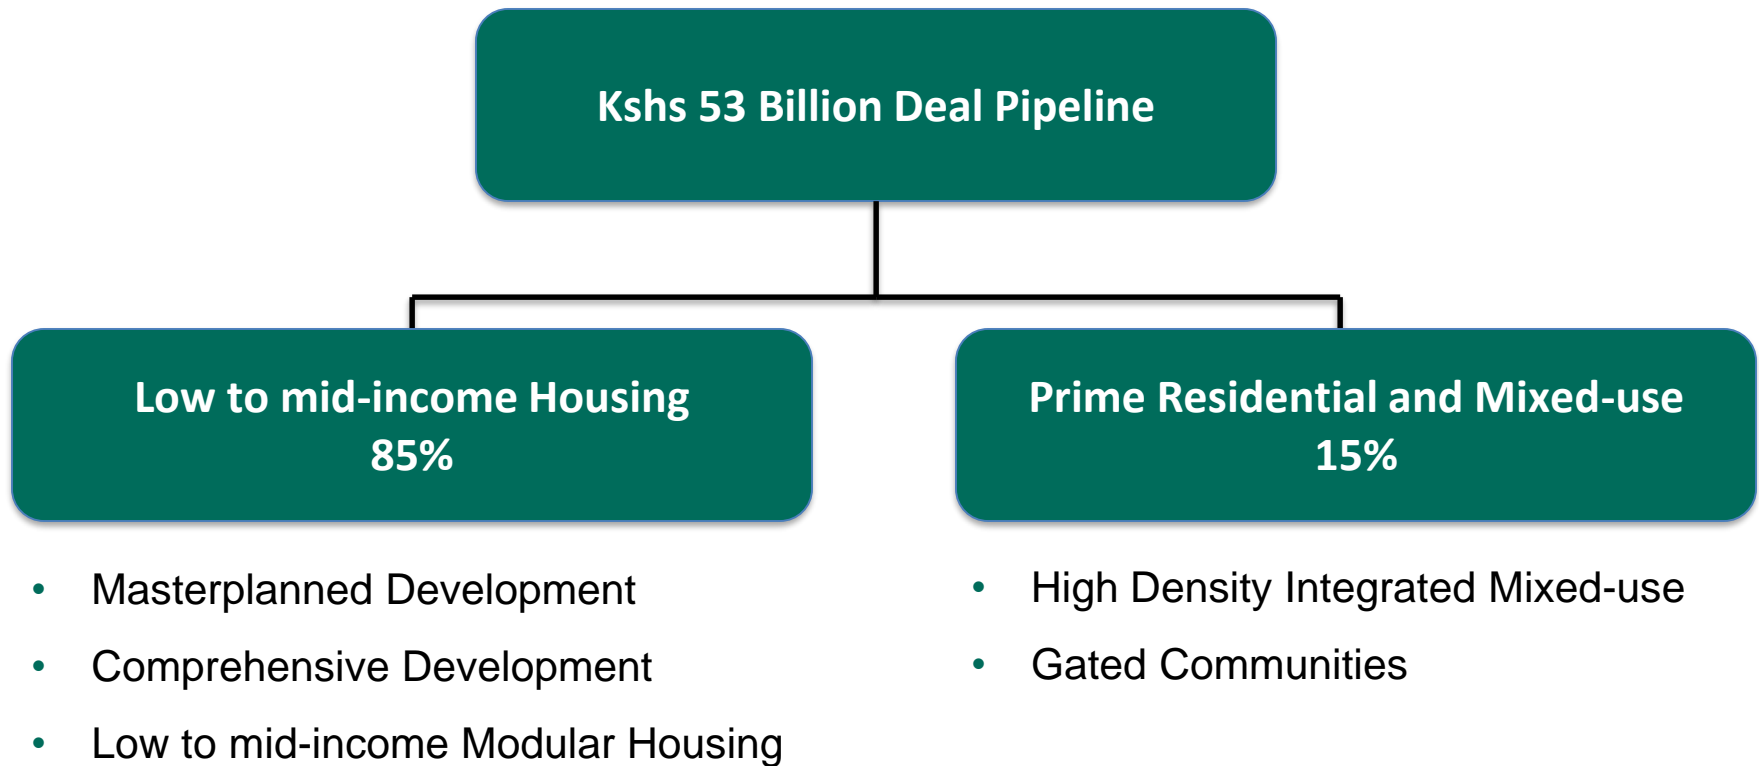 Kshs 53 Billion Deal Pipeline
Low to mid-income Housing
85%
Prime Residential and Mixed-use
15%
• Masterplanned Development
• Comprehensive Development
• Low to mid-income Modular Housing
• High Density Integrated Mixed-use
• Gated Communities